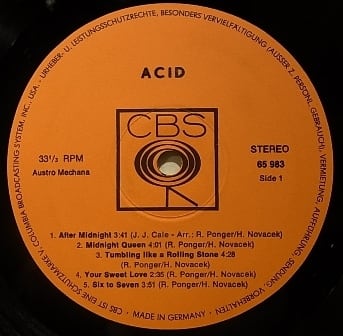 URHEBER- U. LEISTUNGSSCHUTZRECHTE, BESONDERS VERVIELFÄLTIGUNG (AUSSER Z. PERSÖNL. GEBRAUCH), VERMIETUNG, AUFFÜHRUNG, SENDUNG, VORBEHALTEN
ACID
CBS
33⅓ RPM
Austro Mechana
STEREO
65 983
Side 1
1. After Midnight 3:41 (J. J. Cale - Arr.: R. Ponger/H. Novacek)
2. Midnight Queen 4:01 (R. Ponger/H. Novacek)
3. Tumbling like a Rolling Stone 4:28
(R. Ponger/H. Novacek)
4. Your Sweet Love 2:35 (R. Ponger/H. Novacek)
5. Six to Seven 3:51 (R. Ponger/H. Novacek)
CBS IST EINE SCHUTZMARKE V. COLUMBIA BROADCASTING SYSTEM, INC., USA. -
• MADE IN GERMANY •